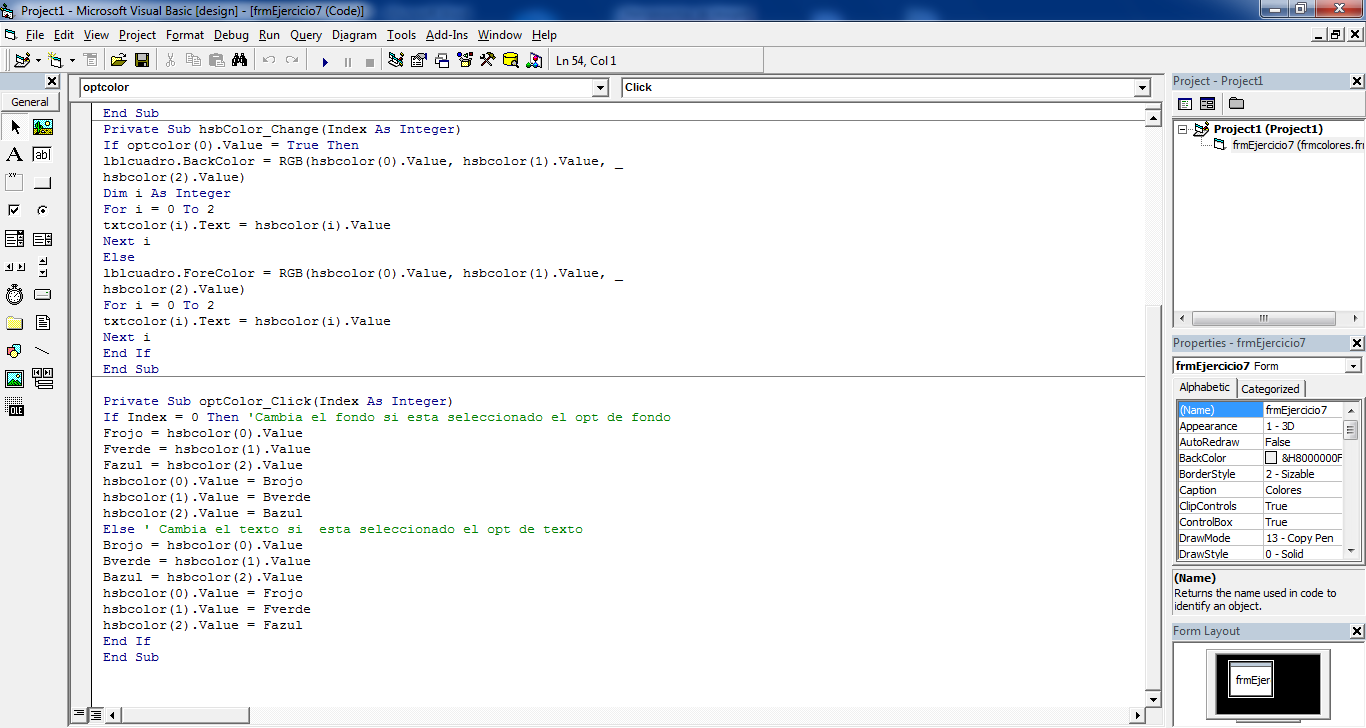 Project1 - Microsoft Visual Basic [design] - [frmEjercicio7 (Code)]
File Edit View Project Format Debug Run Query Diagram Tools Add-Ins Window Help
Ln 54, Col 1
General
A
ab|
xy
OLE
optcolor
Click
End Sub
Private Sub hsbColor_Change(Index As Integer)
If optcolor(0).Value = True Then
lblcuadro.BackColor = RGB(hsbcolor(0).Value, hsbcolor(1).Value, _
hsbcolor(2).Value)
Dim i As Integer
For i = 0 To 2
txtcolor(i).Text = hsbcolor(i).Value
Next i
Else
lblcuadro.ForeColor = RGB(hsbcolor(0).Value, hsbcolor(1).Value, _
hsbcolor(2).Value)
For i = 0 To 2
txtcolor(i).Text = hsbcolor(i).Value
Next i
End If
End Sub
Private Sub optColor_Click(Index As Integer)
If Index = 0 Then 'Cambia el fondo si esta seleccionado el opt de fondo
Frojo = hsbcolor(0).Value
Fverde = hsbcolor(1).Value
Fazul = hsbcolor(2).Value
hsbcolor(0).Value = Brojo
hsbcolor(1).Value = Bverde
hsbcolor(2).Value = Bazul
Else ' Cambia el texto si  esta seleccionado el opt de texto
Brojo = hsbcolor(0).Value
Bverde = hsbcolor(1).Value
Bazul = hsbcolor(2).Value
hsbcolor(0).Value = Frojo
hsbcolor(1).Value = Fverde
hsbcolor(2).Value = Fazul
End If
End Sub
Project - Project1
Project1 (Project1)
frmEjercicio7 (frmcolores.fr
Properties - frmEjercicio7
frmEjercicio7 Form
Alphabetic Categorized
(Name) frmEjercicio7
Appearance 1 - 3D
AutoRedraw False
BackColor &H8000000F
BorderStyle 2 - Sizable
Caption Colores
ClipControls True
ControlBox True
DrawMode 13 - Copy Pen
DrawStyle 0 - Solid
(Name)
Returns the name used in code to
identify an object.
Form Layout
frmEjer